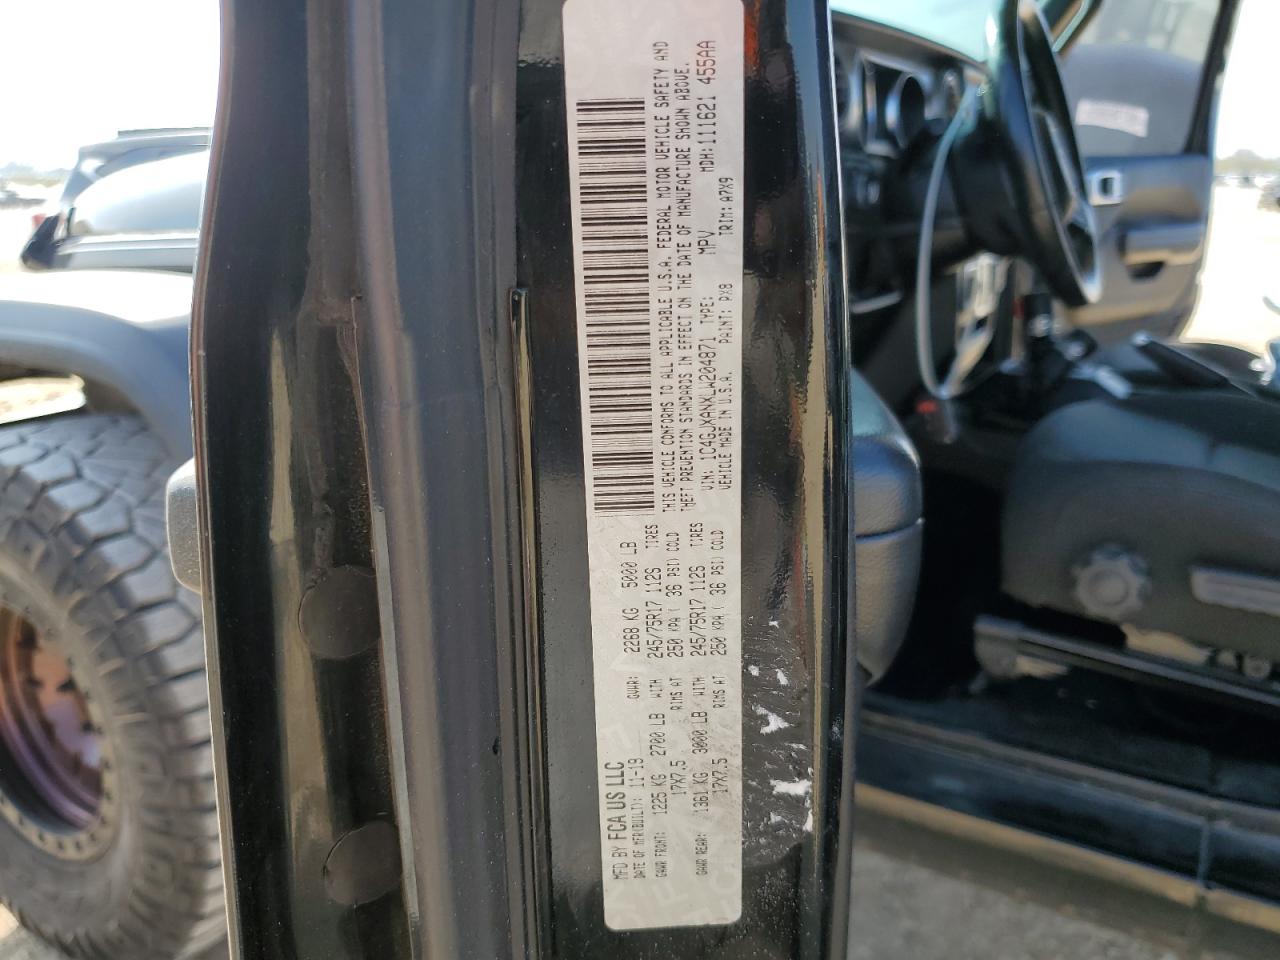 MFD BY FCA US LLC
DATE OF MFR(BUILT): 11-19 GVWR: 2268 KG 5000 LB
GAWR FRONT: 1225 KG 2700 LB WITH 245/75R17 112S TIRES
17X7.5 RIMS AT 250 KPA ( 36 PSI) COLD
GAWR REAR: 1361 KG 3000 LB WITH 245/75R17 112S TIRES
17X7.5 RIMS AT 250 KPA ( 36 PSI) COLD
THIS VEHICLE CONFORMS TO ALL APPLICABLE U.S.A. FEDERAL MOTOR VEHICLE SAFETY AND
THEFT PREVENTION STANDARDS IN EFFECT ON THE DATE OF MANUFACTURE SHOWN ABOVE.
VIN: 1C4GJXANXLW204871 TYPE: MPV MDH: 111621 455AA
VEHICLE MADE IN U.S.A. PAINT: PX8 TRIM: A7X9